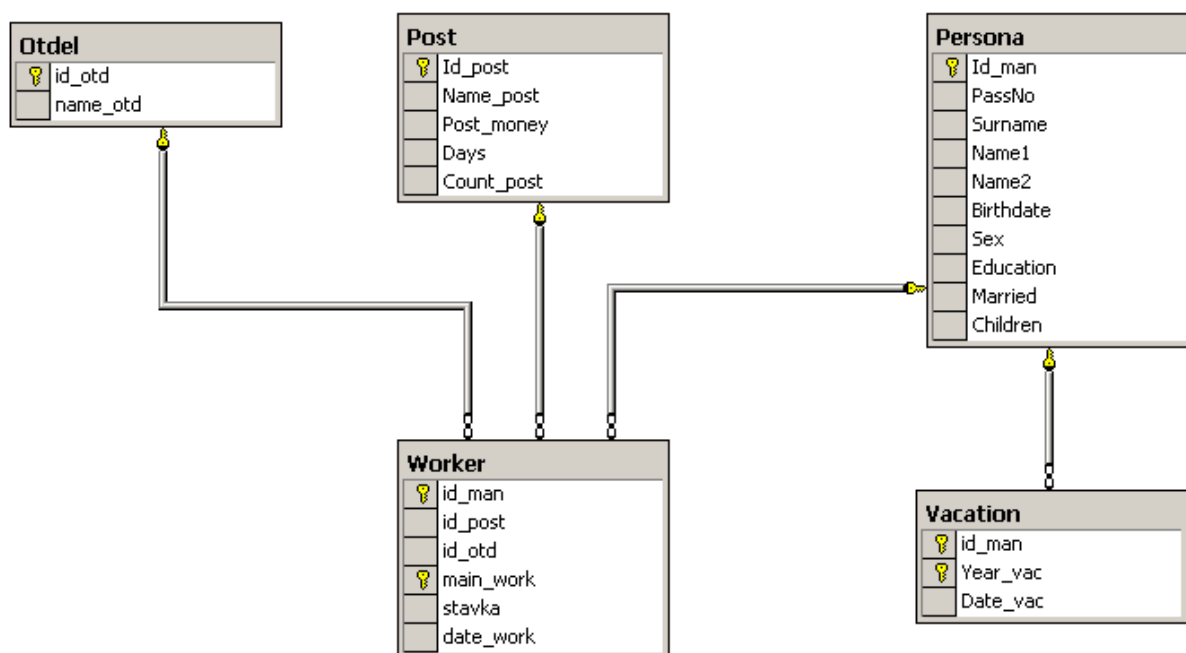 Otdel
id_otd
name_otd
Post
Id_post
Name_post
Post_money
Days
Count_post
Persona
Id_man
PassNo
Surname
Name1
Name2
Birthdate
Sex
Education
Married
Children
Worker
id_man
id_post
id_otd
main_work
stavka
date_work
Vacation
id_man
Year_vac
Date_vac